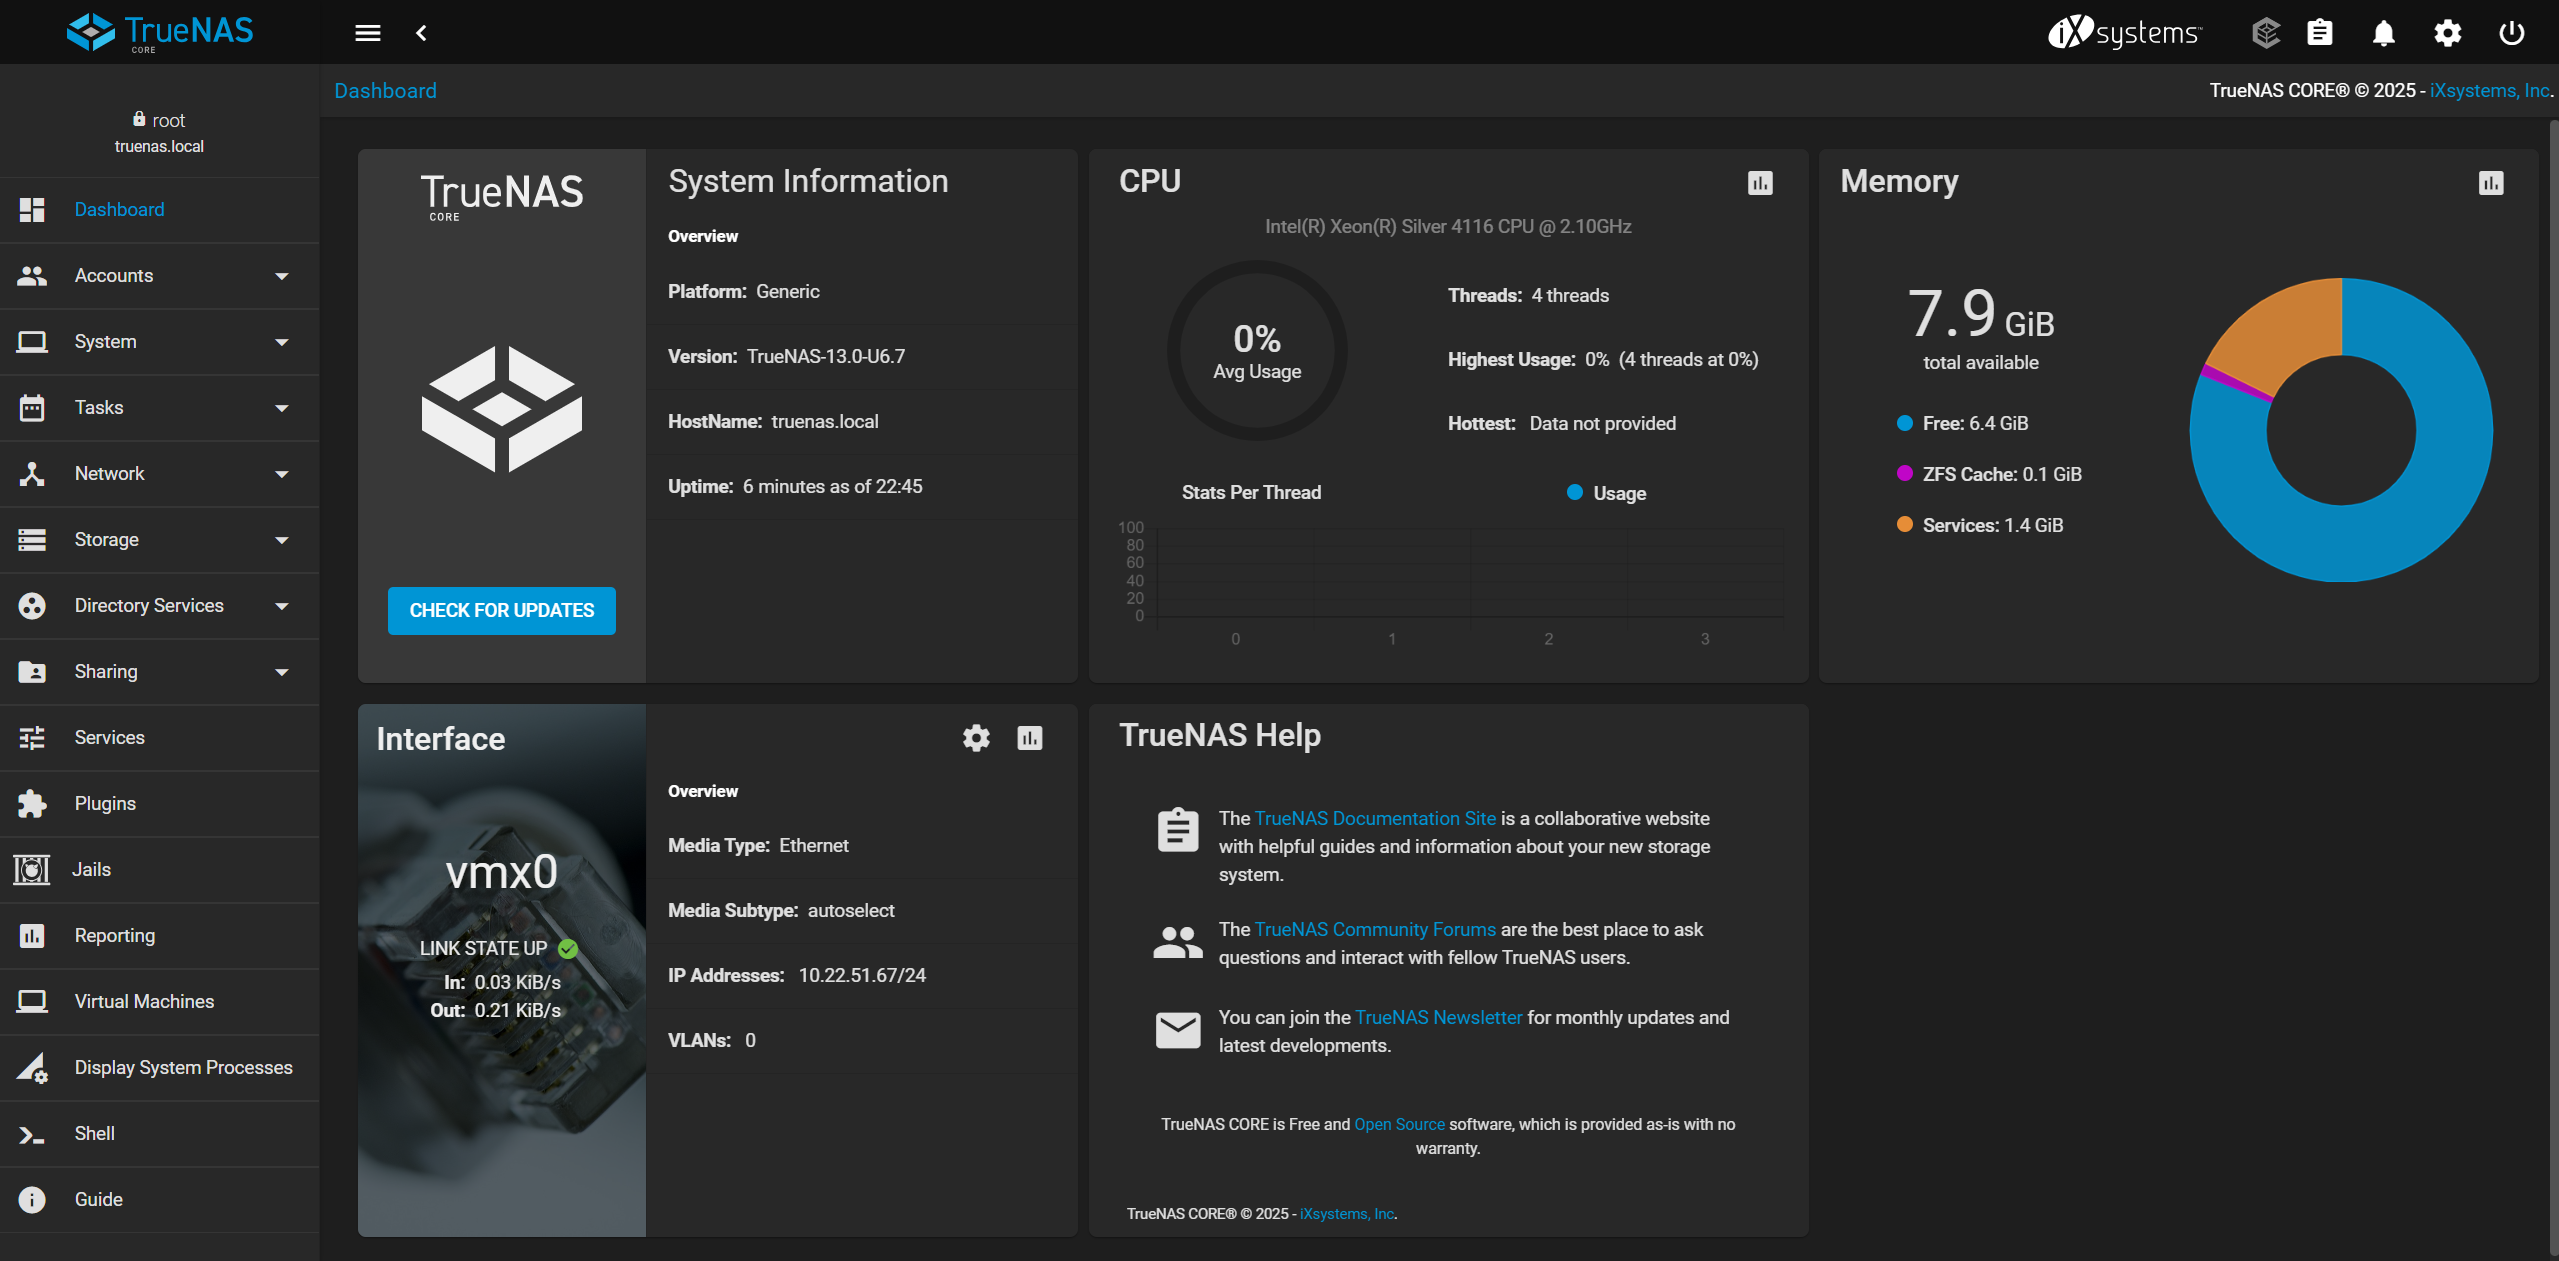 TrueNAS
CORE
iXsystems™
Dashboard
TrueNAS CORE® © 2025 - iXsystems, Inc.
root
truenas.local
Dashboard
Accounts
System
Tasks
Network
Storage
Directory Services
Sharing
Services
Plugins
Jails
Reporting
Virtual Machines
Display System Processes
Shell
Guide
TrueNAS
CORE
CHECK FOR UPDATES
System Information
Overview
Platform: Generic
Version: TrueNAS-13.0-U6.7
HostName: truenas.local
Uptime: 6 minutes as of 22:45
CPU
Intel(R) Xeon(R) Silver 4116 CPU @ 2.10GHz
0%
Avg Usage
Threads: 4 threads
Highest Usage: 0% (4 threads at 0%)
Hottest: Data not provided
Stats Per Thread
Usage
100
80
60
40
20
0
0 1 2 3
Memory
7.9 GiB
total available
Free: 6.4 GiB
ZFS Cache: 0.1 GiB
Services: 1.4 GiB
Interface
vmx0
LINK STATE UP
In: 0.03 KiB/s
Out: 0.21 KiB/s
Overview
Media Type: Ethernet
Media Subtype: autoselect
IP Addresses: 10.22.51.67/24
VLANs: 0
TrueNAS Help
The TrueNAS Documentation Site is a collaborative website
with helpful guides and information about your new storage
system.
The TrueNAS Community Forums are the best place to ask
questions and interact with fellow TrueNAS users.
You can join the TrueNAS Newsletter for monthly updates and
latest developments.
TrueNAS CORE is Free and Open Source software, which is provided as-is with no
warranty.
TrueNAS CORE® © 2025 - iXsystems, Inc.